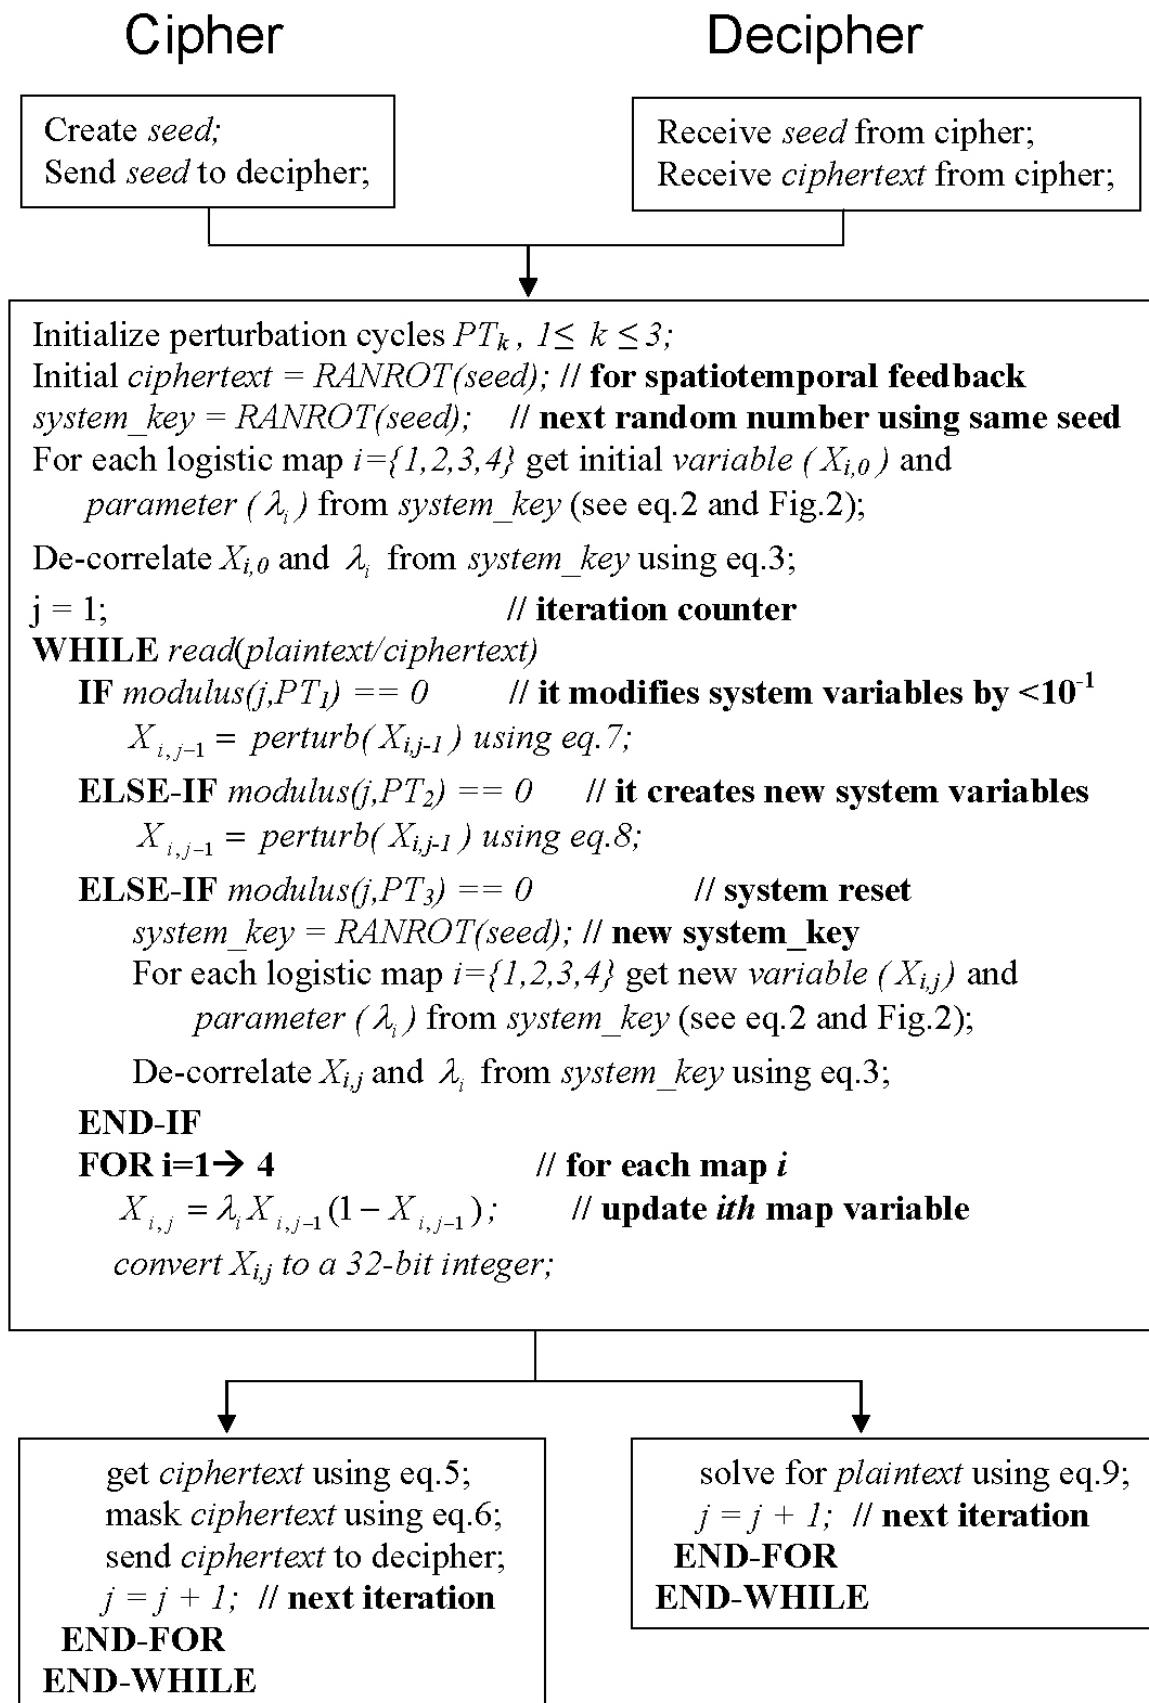 Cipher
Decipher
Create seed;
Send seed to decipher;
Receive seed from cipher;
Receive ciphertext from cipher;
Initialize perturbation cycles PTₖ , 1≤ k ≤ 3;
Initial ciphertext = RANROT(seed); // for spatiotemporal feedback
system_key = RANROT(seed); // next random number using same seed
For each logistic map i={1,2,3,4} get initial variable (Xi,0 ) and
parameter ( λi ) from system_key (see eq.2 and Fig.2);
De-correlate Xi,0 and λi from system_key using eq.3;
j = 1; // iteration counter
WHILE read(plaintext/ciphertext)
IF modulus(j,PT1) == 0 // it modifies system variables by <10⁻¹
Xi,j−1 = perturb( Xi,j-1 ) using eq.7;
ELSE-IF modulus(j,PT2) == 0 // it creates new system variables
Xi,j−1 = perturb( Xi,j-1 ) using eq.8;
ELSE-IF modulus(j,PT3) == 0 // system reset
system_key = RANROT(seed); // new system_key
For each logistic map i={1,2,3,4} get new variable ( Xi,j) and
parameter ( λi ) from system_key (see eq.2 and Fig.2);
De-correlate Xi,j and λi from system_key using eq.3;
END-IF
FOR i=1→ 4 // for each map i
Xi,j = λi Xi,j−1 (1 − Xi,j−1) ; // update ith map variable
convert Xi,j to a 32-bit integer;
get ciphertext using eq.5;
mask ciphertext using eq.6;
send ciphertext to decipher;
j = j + 1; // next iteration
END-FOR
END-WHILE
solve for plaintext using eq.9;
j = j + 1; // next iteration
END-FOR
END-WHILE